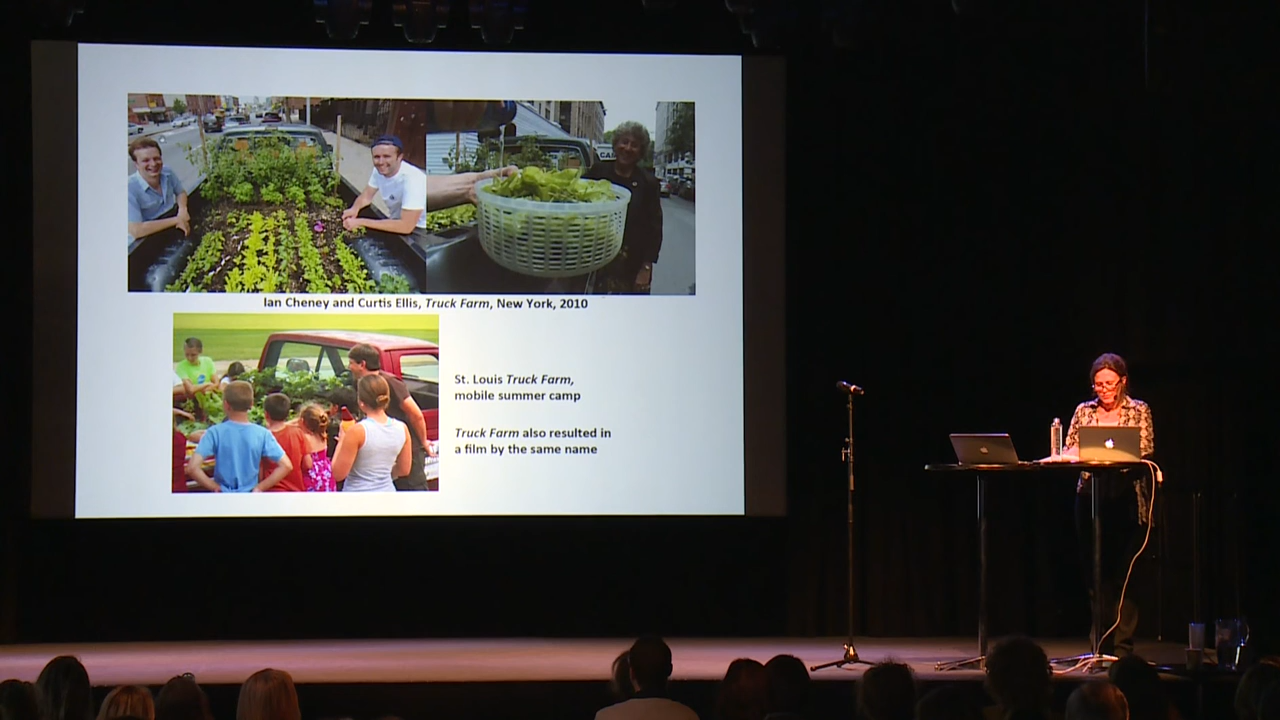 Ian Cheney and Curtis Ellis, Truck Farm, New York, 2010
St. Louis Truck Farm,
mobile summer camp
Truck Farm also resulted in
a film by the same name